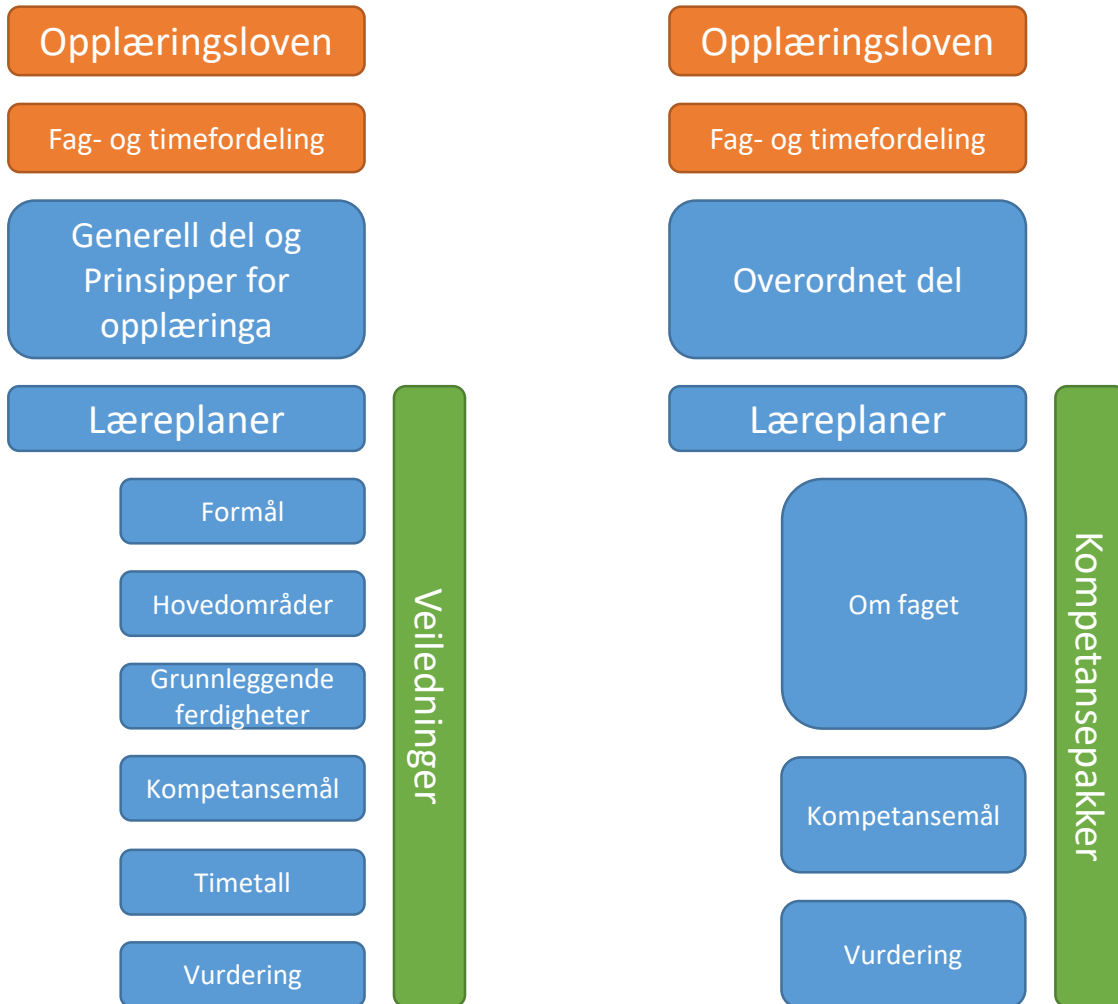 Opplæringsloven
Fag- og timefordeling
Generell del og
Prinsipper for
opplæringa
Læreplaner
Formål
Hovedområder
Grunnleggende
ferdigheter
Kompetansemål
Timetall
Vurdering
Veiledninger
Opplæringsloven
Fag- og timefordeling
Overordnet del
Læreplaner
Om faget
Kompetansemål
Vurdering
Kompetansepakker